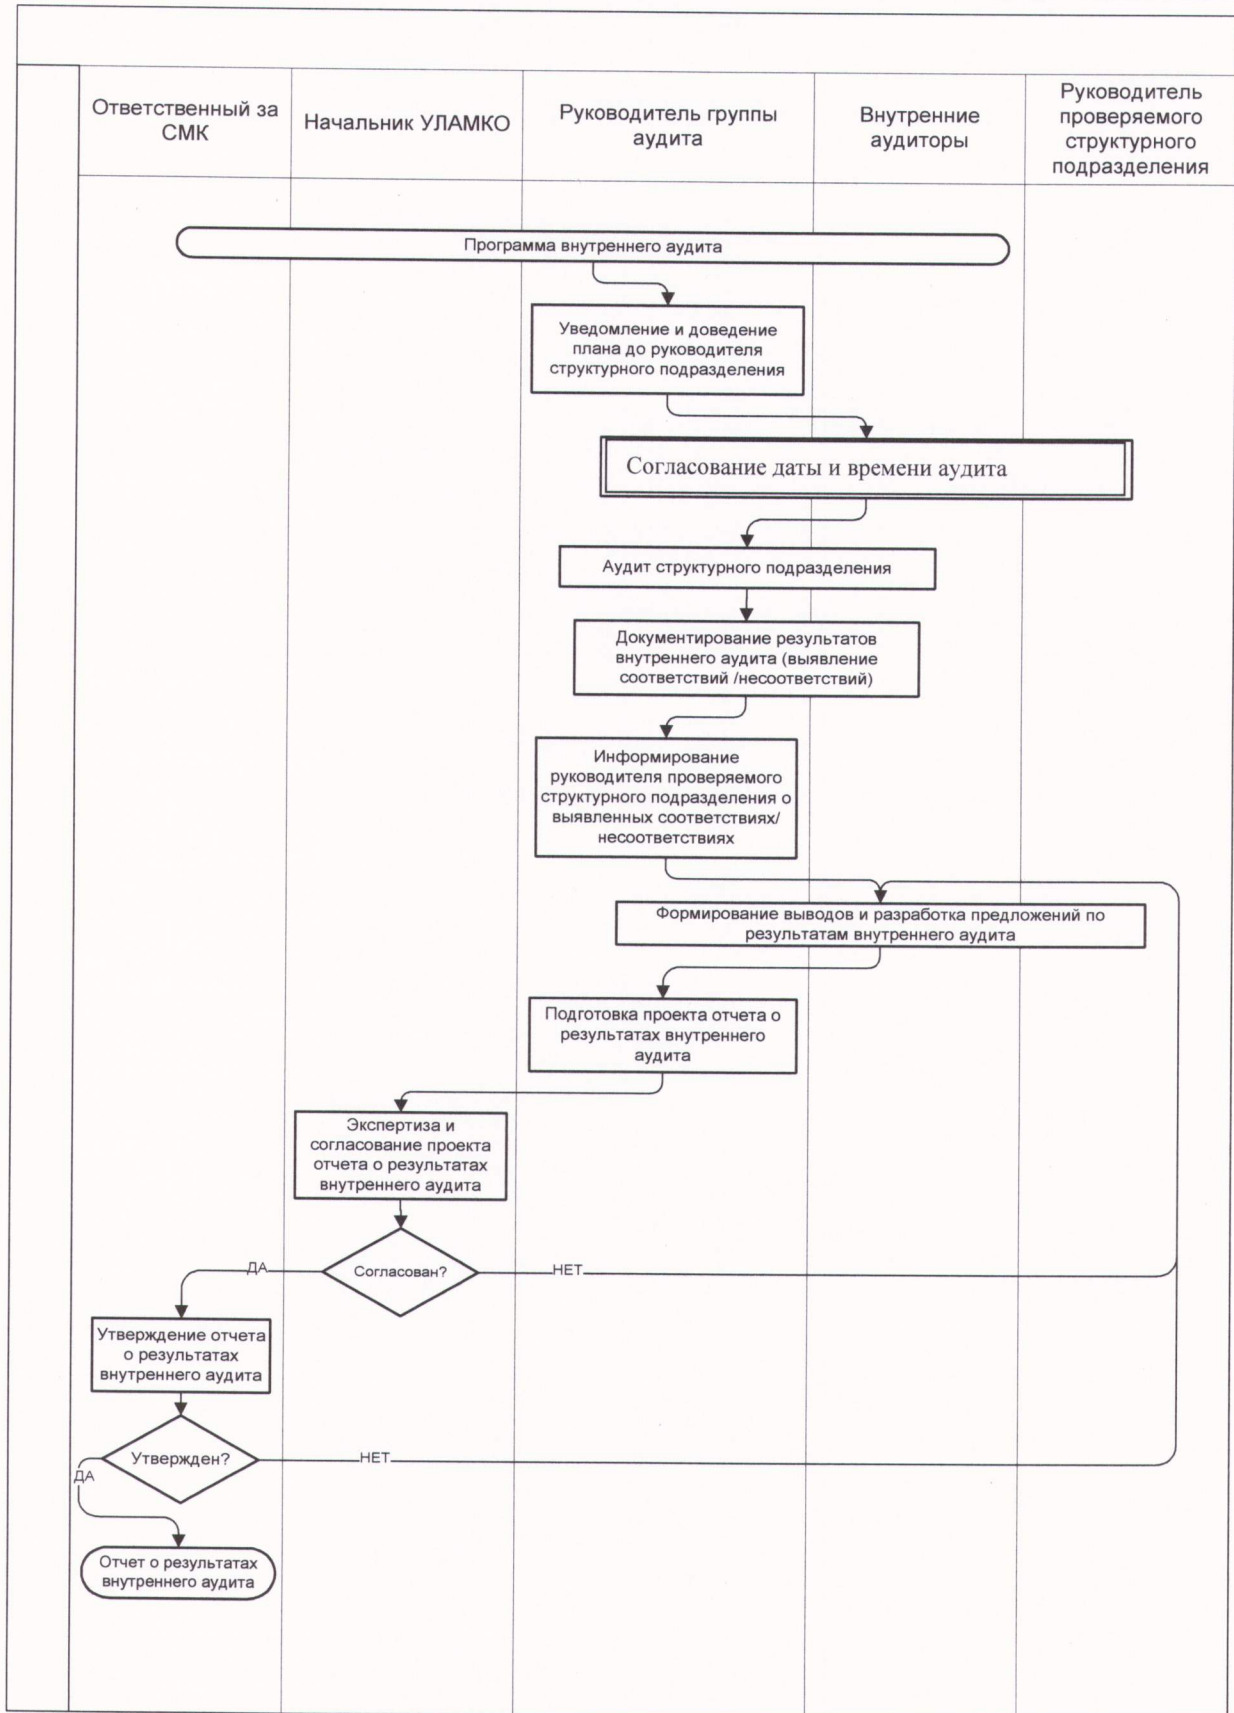 Ответственный за
СМК
Начальник УЛАМКО
Руководитель группы
аудита
Внутренние
аудиторы
Руководитель
проверяемого
структурного
подразделения
Программа внутреннего аудита
Уведомление и доведение
плана до руководителя
структурного подразделения
Согласование даты и времени аудита
Аудит структурного подразделения
Документирование результатов
внутреннего аудита (выявление
соответствий /несоответствий)
Информирование
руководителя проверяемого
структурного подразделения о
выявленных соответствиях/
несоответствиях
Формирование выводов и разработка предложений по
результатам внутреннего аудита
Подготовка проекта отчета о
результатах внутреннего
аудита
Экспертиза и
согласование проекта
отчета о результатах
внутреннего аудита
ДА
Согласован?
НЕТ
Утверждение отчета
о результатах
внутреннего аудита
Утвержден?
НЕТ
ДА
Отчет о результатах
внутреннего аудита